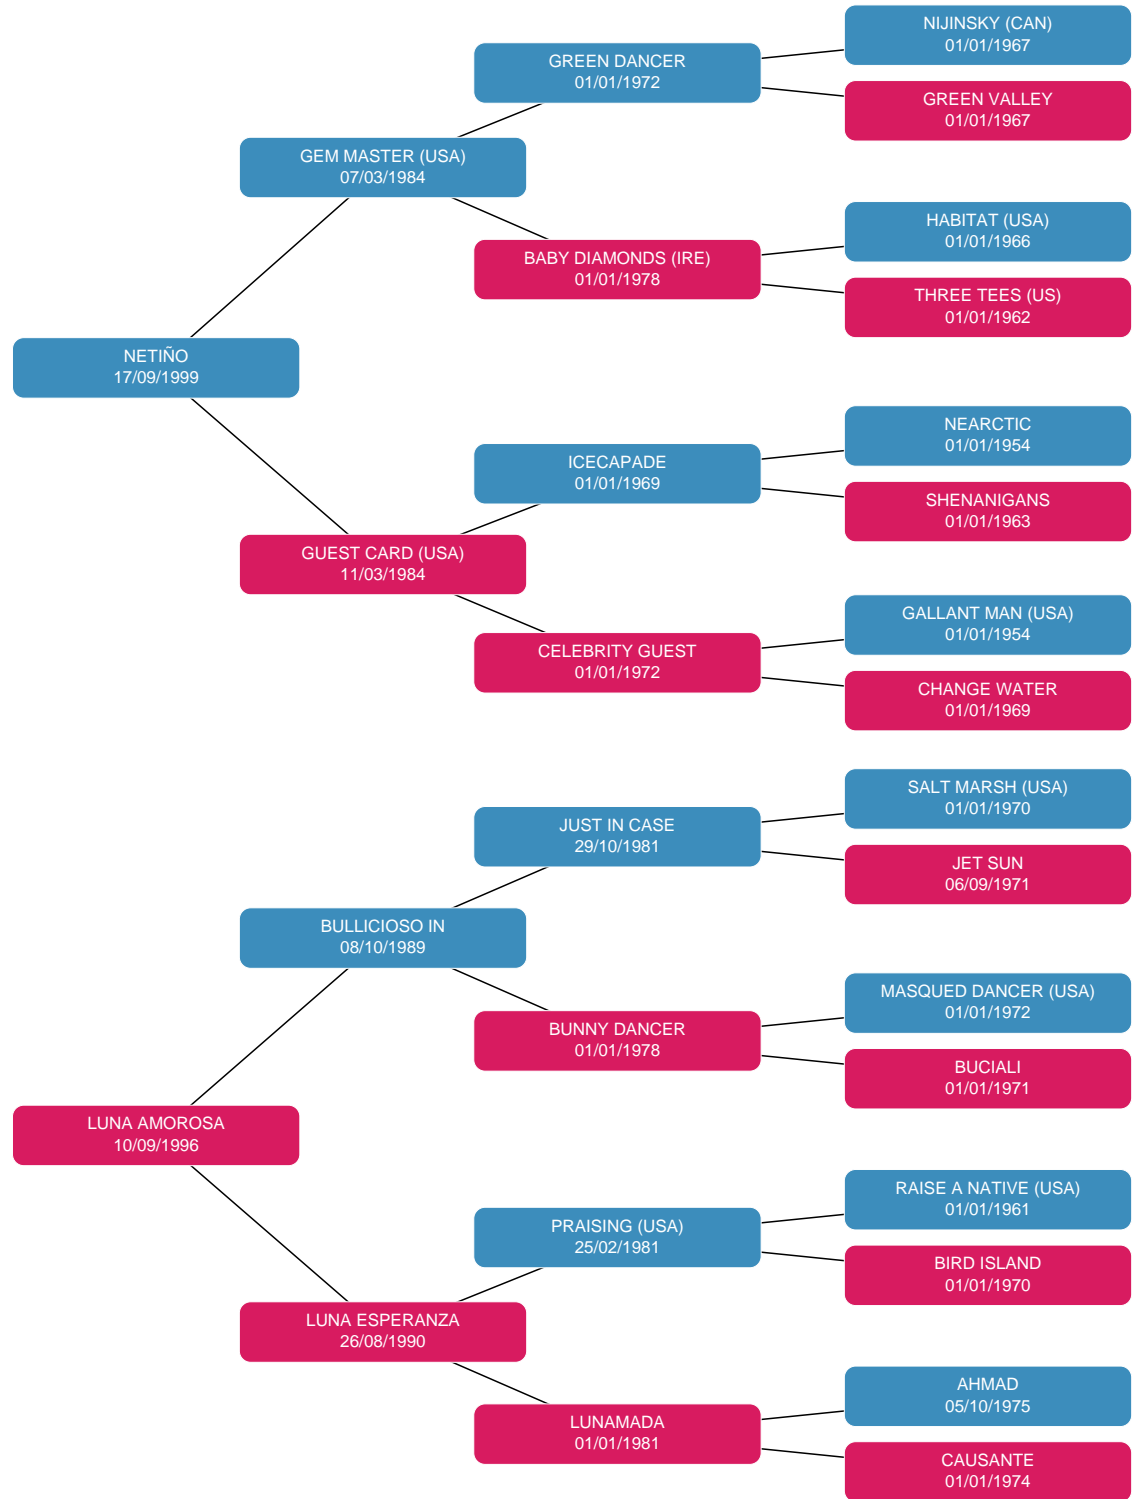 NIJINSKY (CAN)
01/01/1967
GREEN DANCER
01/01/1972
GREEN VALLEY
01/01/1967
GEM MASTER (USA)
07/03/1984
HABITAT (USA)
01/01/1966
BABY DIAMONDS (IRE)
01/01/1978
THREE TEES (US)
01/01/1962
NETIÑO
17/09/1999
NEARCTIC
01/01/1954
ICECAPADE
01/01/1969
SHENANIGANS
01/01/1963
GUEST CARD (USA)
11/03/1984
GALLANT MAN (USA)
01/01/1954
CELEBRITY GUEST
01/01/1972
CHANGE WATER
01/01/1969
SALT MARSH (USA)
01/01/1970
JUST IN CASE
29/10/1981
JET SUN
06/09/1971
BULLICIOSO IN
08/10/1989
MASQUED DANCER (USA)
01/01/1972
BUNNY DANCER
01/01/1978
BUCIALI
01/01/1971
LUNA AMOROSA
10/09/1996
RAISE A NATIVE (USA)
01/01/1961
PRAISING (USA)
25/02/1981
BIRD ISLAND
01/01/1970
LUNA ESPERANZA
26/08/1990
AHMAD
05/10/1975
LUNAMADA
01/01/1981
CAUSANTE
01/01/1974